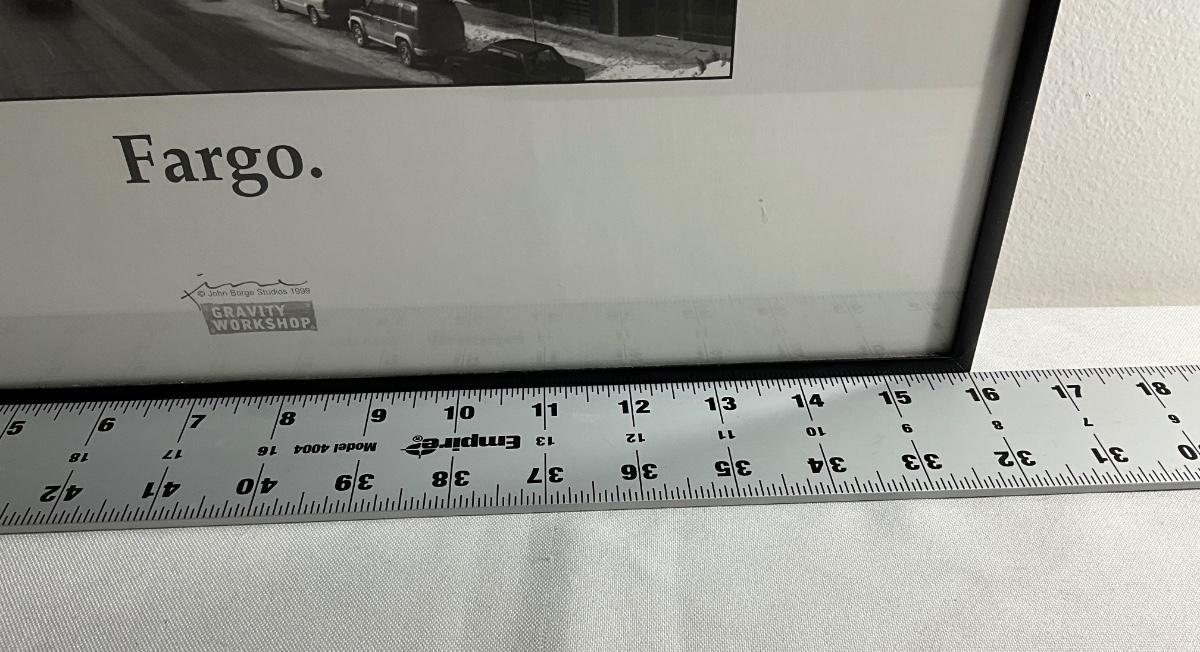 Fargo.
© John Borge Studios 1999
GRAVITY
WORKSHOP
5 6 7 8 9 10 11 12 13 14 15 16 17 18
18 17 16 Model 4004 Empire® 13 12 11 10 9 8 7 6
42 41 40 39 38 37 36 35 34 33 32 31 30